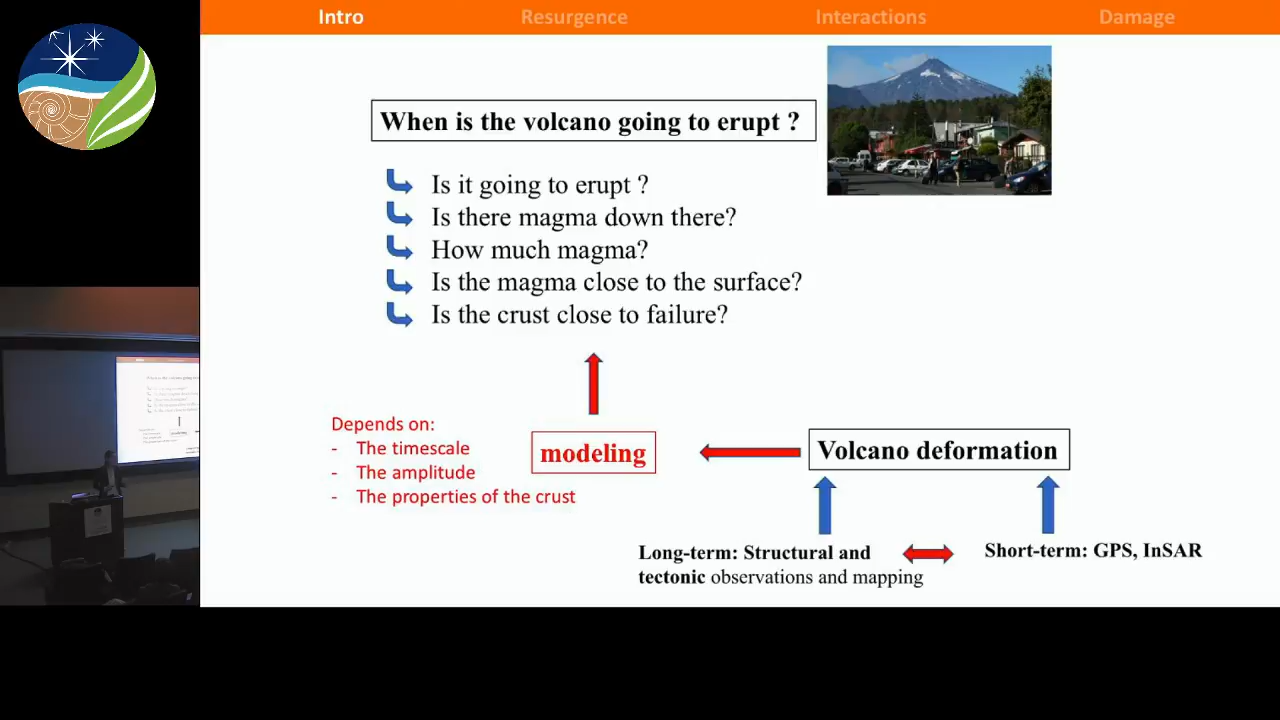 Intro Resurgence Interactions Damage
When is the volcano going to erupt ?
Is it going to erupt ?
Is there magma down there?
How much magma?
Is the magma close to the surface?
Is the crust close to failure?
Depends on:
- The timescale
- The amplitude
- The properties of the crust
modeling
Volcano deformation
Long-term: Structural and
tectonic observations and mapping
Short-term: GPS, InSAR